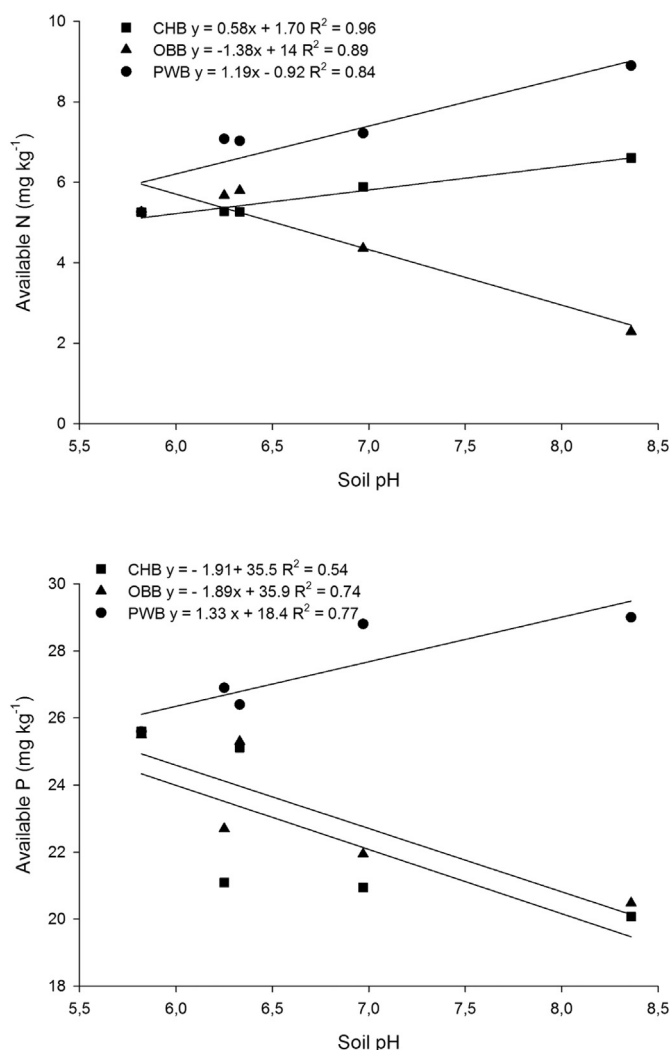 CHB y = 0.58x + 1.70 R² = 0.96
OBB y = -1.38x + 14 R² = 0.89
PWB y = 1.19x - 0.92 R² = 0.84
10
8
6
4
2
0
Available N (mg kg⁻¹)
5,5 6,0 6,5 7,0 7,5 8,0 8,5
Soil pH
CHB y = - 1.91+ 35.5 R² = 0.54
OBB y = - 1.89x + 35.9 R² = 0.74
PWB y = 1.33 x + 18.4 R² = 0.77
30
28
26
24
22
20
18
Available P (mg kg⁻¹)
5,5 6,0 6,5 7,0 7,5 8,0 8,5
Soil pH